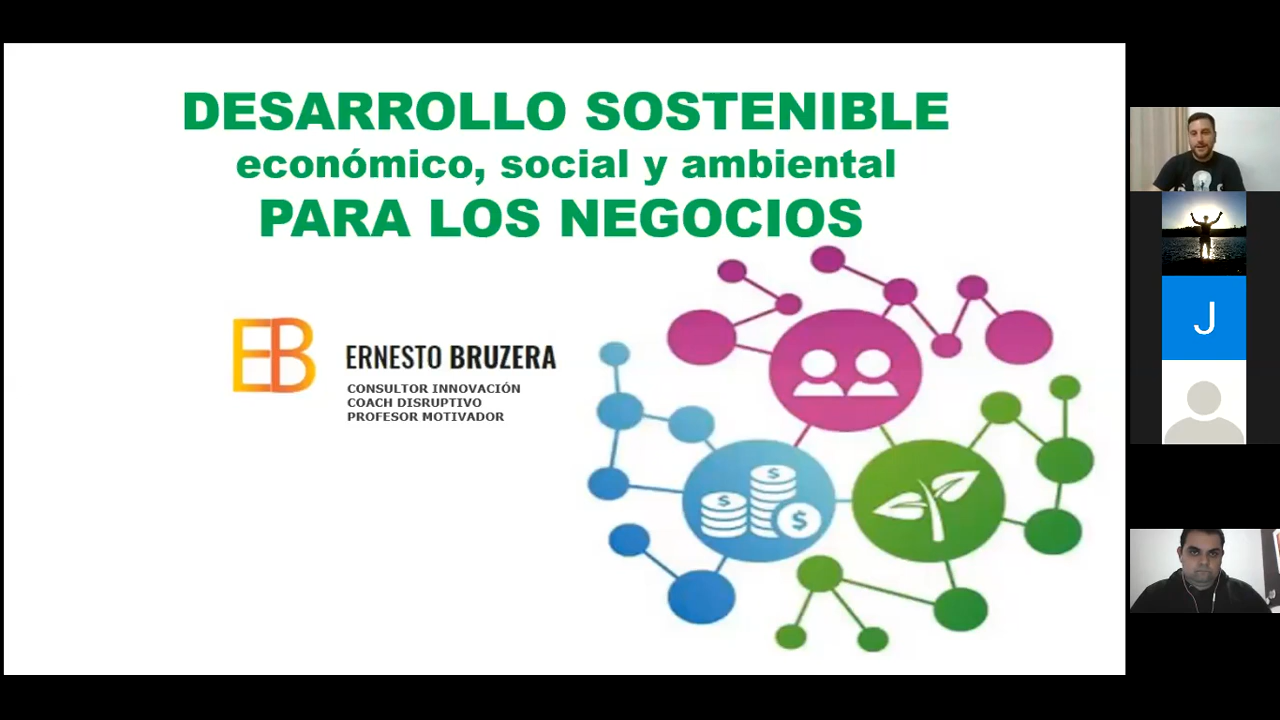 DESARROLLO SOSTENIBLE
económico, social y ambiental
PARA LOS NEGOCIOS
EB
ERNESTO BRUZERA
CONSULTOR INNOVACIÓN
COACH DISRUPTIVO
PROFESOR MOTIVADOR
$
$
$
J